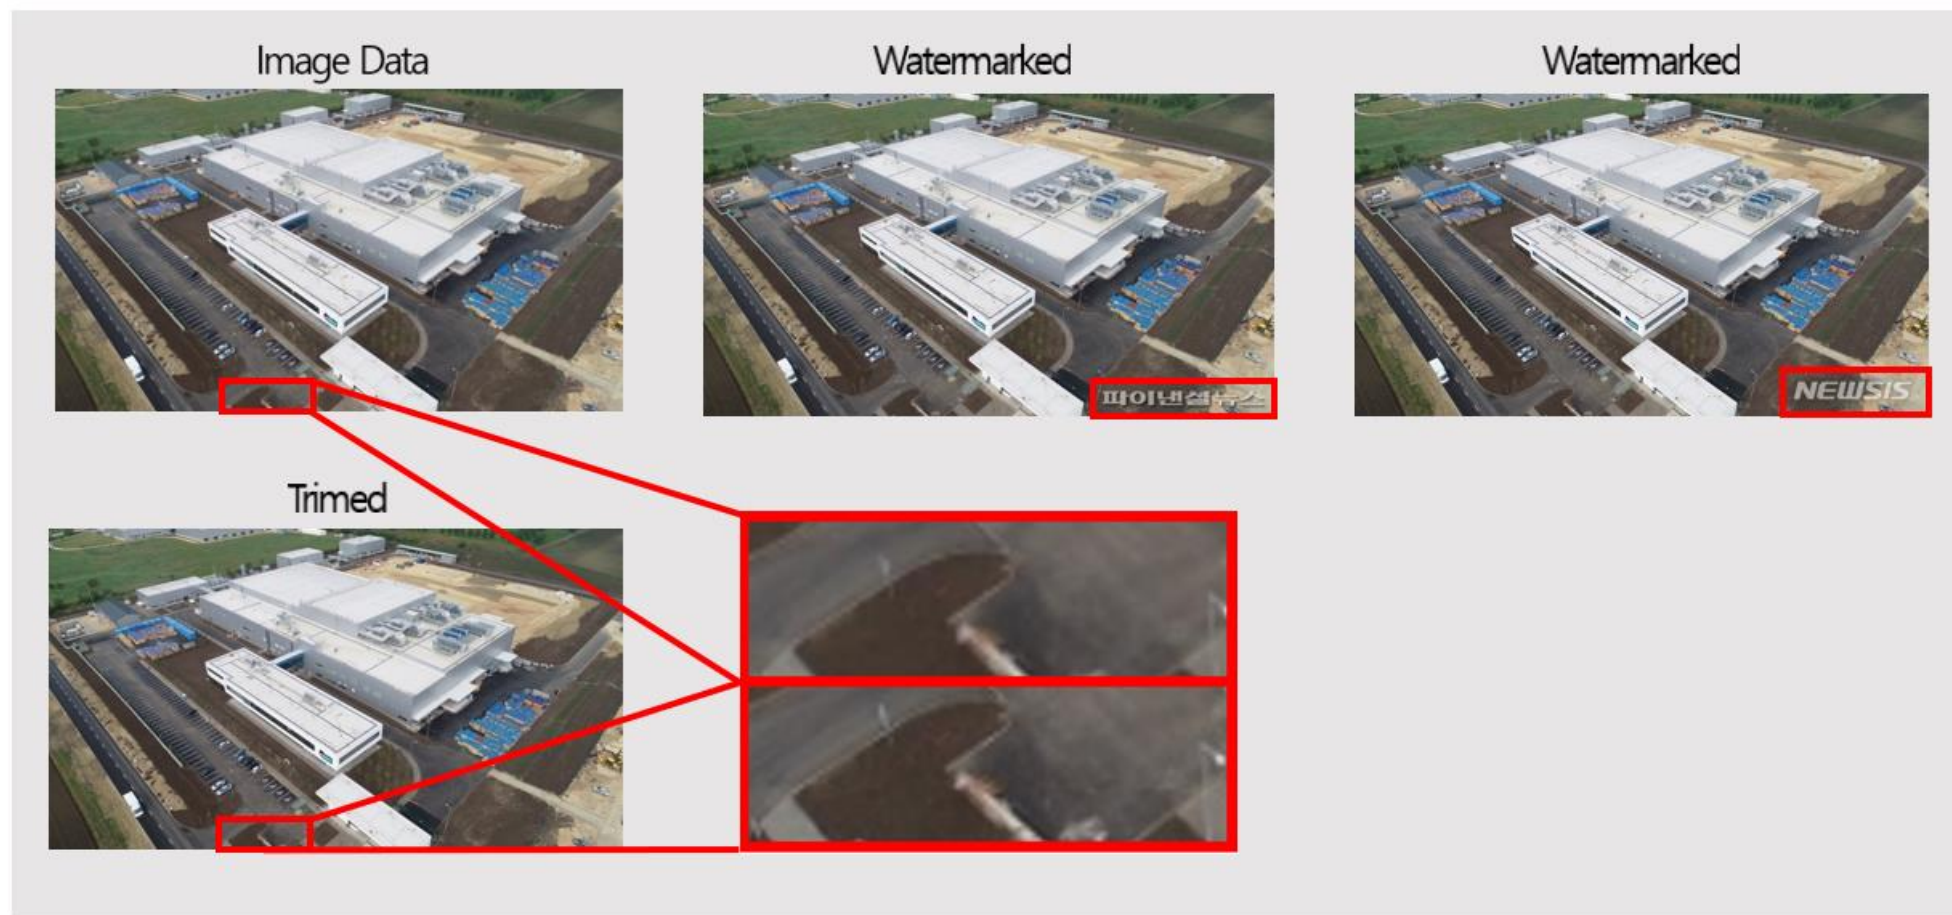 Image Data
Watermarked
Watermarked
파이낸셜뉴스
NEWSIS
Trimed